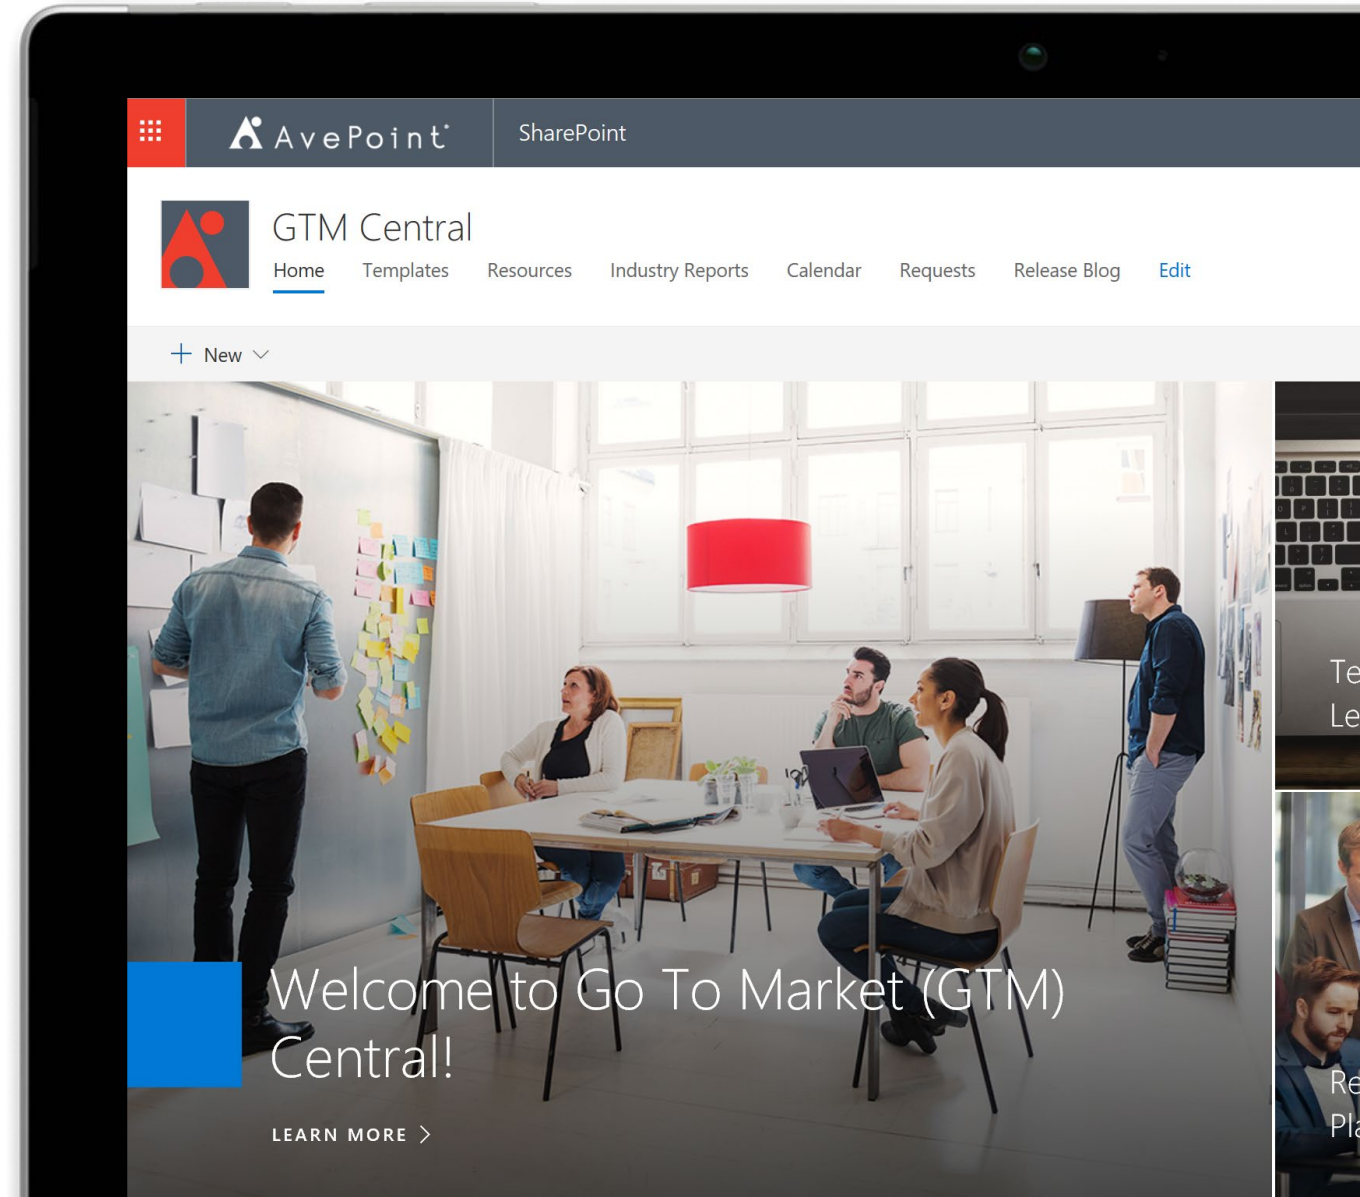 AvePoint
SharePoint
GTM Central
Home Templates Resources Industry Reports Calendar Requests Release Blog Edit
New
Welcome to Go To Market (GTM)
Central!
LEARN MORE